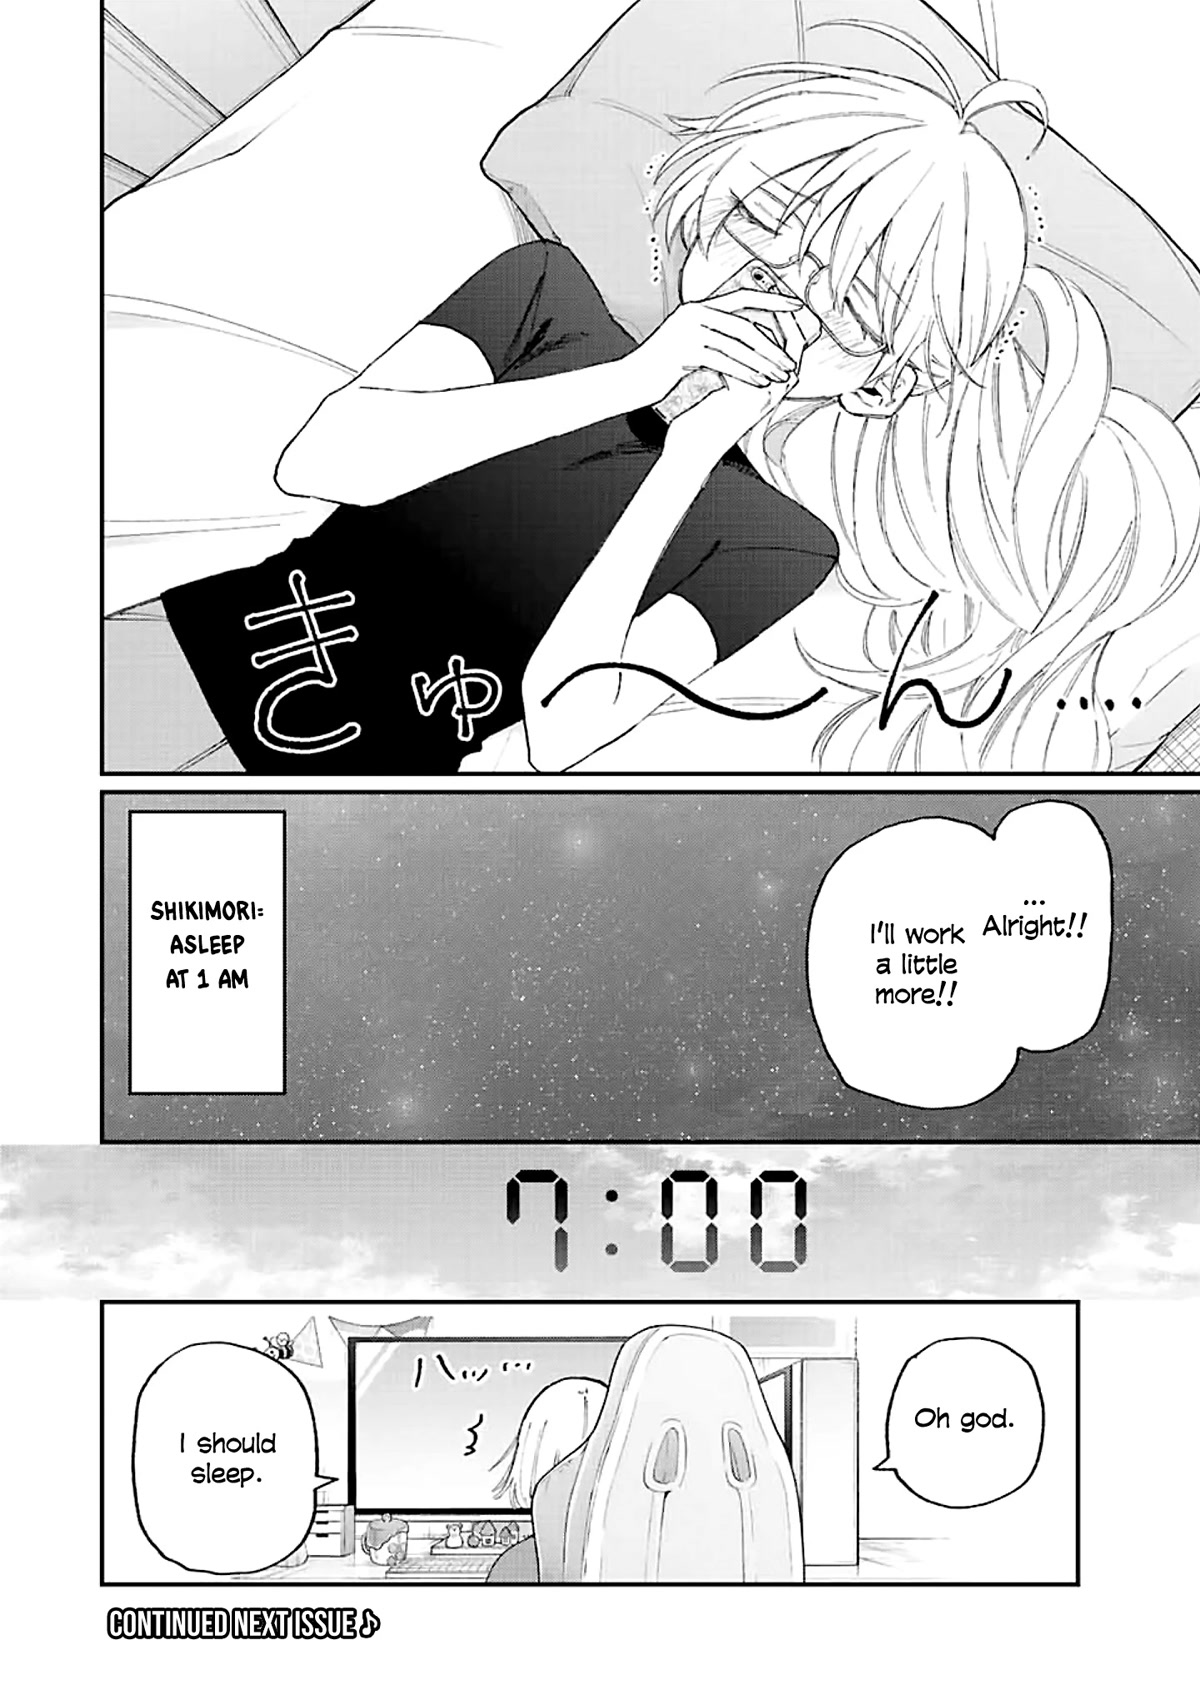 きゅ〜ん……
...
Alright!!
I'll work
a little
more!!
SHIKIMORI:
ASLEEP
AT 1 AM
7:00
Oh god.
ハッ…
I should
sleep.
CONTINUED NEXT ISSUE ♪